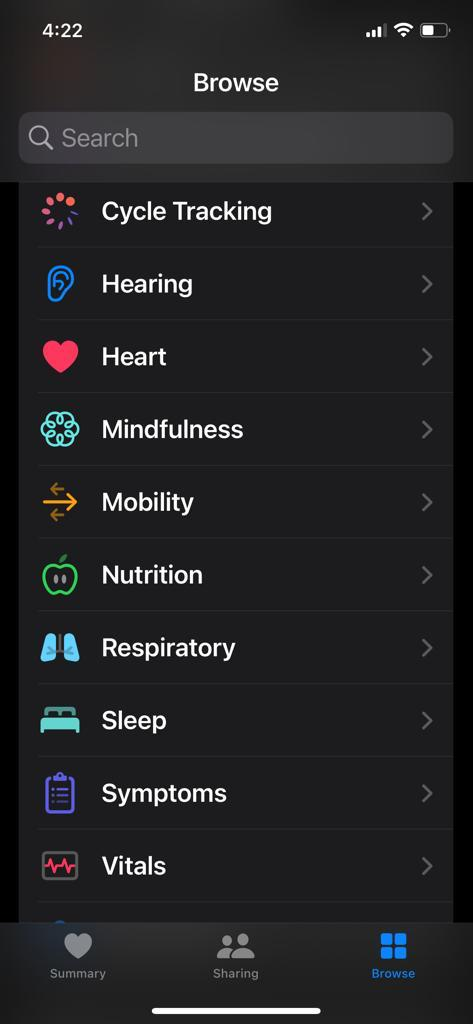 4:22
Browse
Search
Cycle Tracking
Hearing
Heart
Mindfulness
Mobility
Nutrition
Respiratory
Sleep
Symptoms
Vitals
Summary
Sharing
Browse